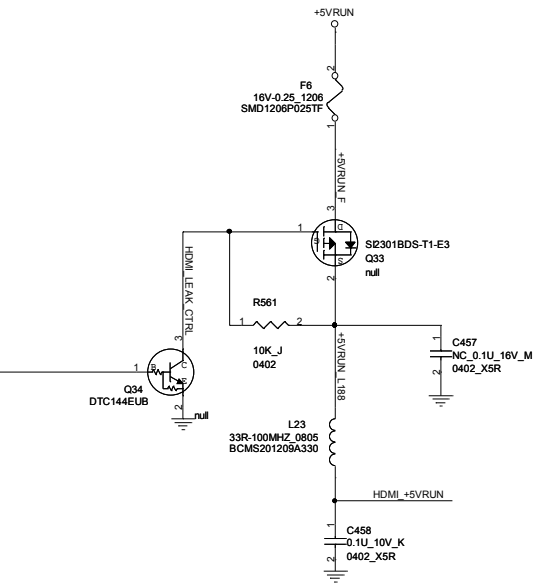 +5VRUN
2
F6
16V-0.25_1206
SMD1206P025TF
1
+5VRUN_F
3
D
1
G
SI2301BDS-T1-E3
Q33
null
S
2
HDMI_LEAK_CTRL
R561
1
2
10K_J
0402
3
1
B
C
E
Q34
DTC144EUB
2
null
+5VRUN_L188
1
C457
NC_0.1U_16V_M
2
0402_X5R
L23
33R-100MHZ_0805
BCMS201209A330
HDMI_+5VRUN
1
C458
0.1U_10V_K
2
0402_X5R